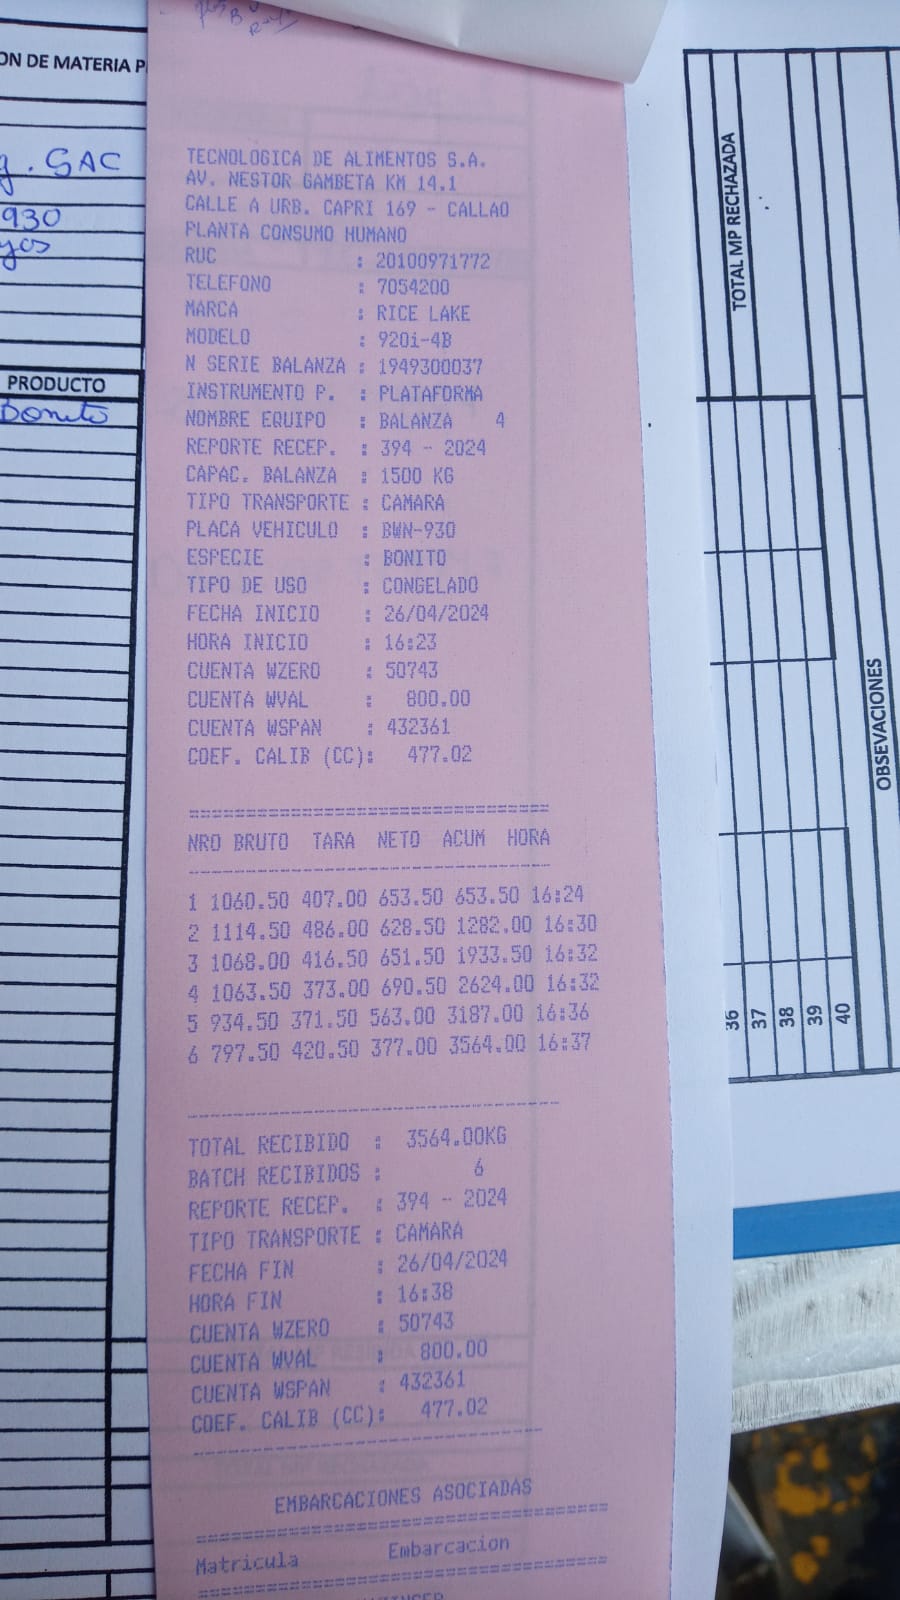 ON DE MATERIA P
g. SAC
930
yos
PRODUCTO
Bonito
TECNOLOGICA DE ALIMENTOS S.A.
AV. NESTOR GAMBETA KM 14.1
CALLE A URB. CAPRI 169 - CALLAO
PLANTA CONSUMO HUMANO
RUC : 20100971772
TELEFONO : 7054200
MARCA : RICE LAKE
MODELO : 920i-4B
N SERIE BALANZA : 1949300037
INSTRUMENTO P. : PLATAFORMA
NOMBRE EQUIPO : BALANZA 4
REPORTE RECEP. : 394 - 2024
CAPAC. BALANZA : 1500 KG
TIPO TRANSPORTE : CAMARA
PLACA VEHICULO : BWN-930
ESPECIE : BONITO
TIPO DE USO : CONGELADO
FECHA INICIO : 26/04/2024
HORA INICIO : 16:23
CUENTA WZERO : 50743
CUENTA WVAL : 800.00
CUENTA WSPAN : 432361
COEF. CALIB (CC): 477.02
==================================
NRO BRUTO TARA NETO ACUM HORA
----------------------------------
1 1060.50 407.00 653.50 653.50 16:24
2 1114.50 486.00 628.50 1282.00 16:30
3 1068.00 416.50 651.50 1933.50 16:32
4 1063.50 373.00 690.50 2624.00 16:32
5 934.50 371.50 563.00 3187.00 16:36
6 797.50 420.50 377.00 3564.00 16:37
----------------------------------
TOTAL RECIBIDO : 3564.00KG
BATCH RECIBIDOS : 6
REPORTE RECEP. : 394 - 2024
TIPO TRANSPORTE : CAMARA
FECHA FIN : 26/04/2024
HORA FIN : 16:38
CUENTA WZERO : 50743
CUENTA WVAL : 800.00
CUENTA WSPAN : 432361
COEF. CALIB (CC): 477.02
----------------------------------
EMBARCACIONES ASOCIADAS
==================================
Matricula Embarcacion
==================================
TOTAL MP RECHAZADA
36
37
38
39
40
OBSEVACIONES